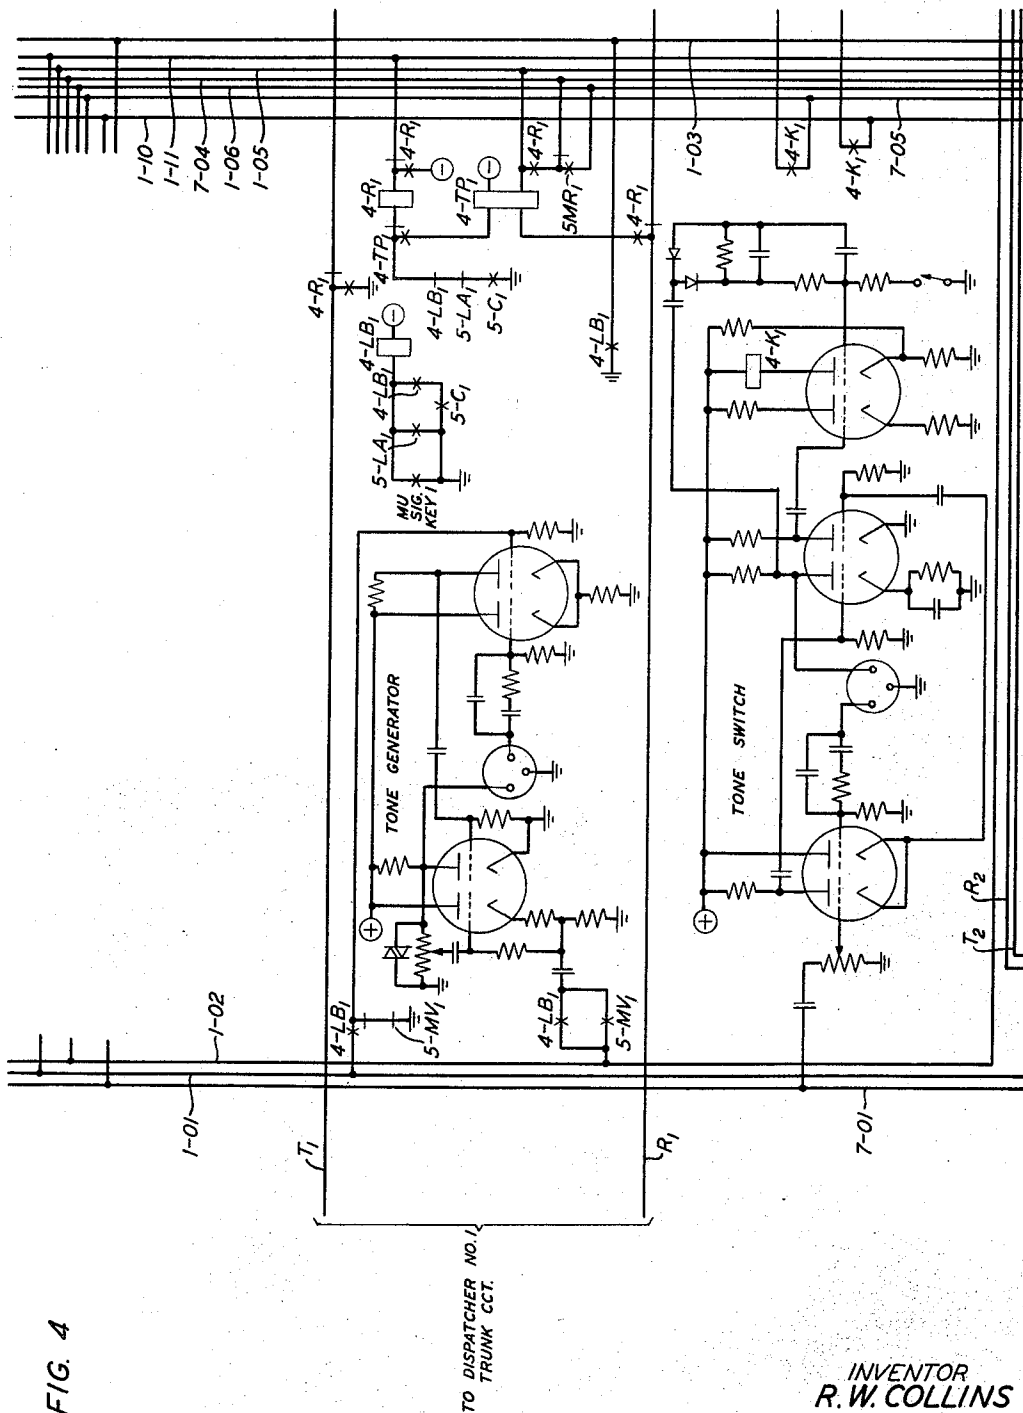 FIG. 4
TO DISPATCHER NO. 1
TRUNK CCT.
T1
R1
1-01
1-02
7-01
4-LB1
5-MV1
4-LB1
5-MV1
TONE GENERATOR
MU
SIG.
KEY 1
5-LA1
4-LB1
4-LB1
5-C1
4-R1
4-TP1
4-LB1
5-LA1
5-C1
4-R1
4-R1
4-TP1
4-R1
5MR1
4-R1
4-LB1
1-10
1-11
7-04
1-06
1-05
1-03
7-05
4-K1
4-K1
4-K1
TONE SWITCH
T2
R2
INVENTOR
R. W. COLLINS